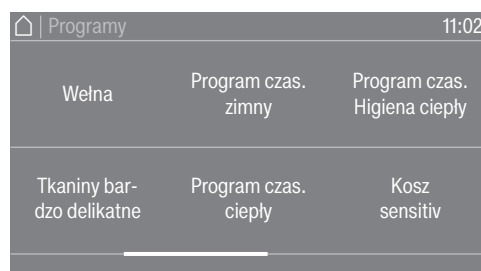 | Programy 11:02
Wełna
Program czas.
zimny
Program czas.
Higiena ciepły
Tkaniny bar-
dzo delikatne
Program czas.
ciepły
Kosz
sensitiv